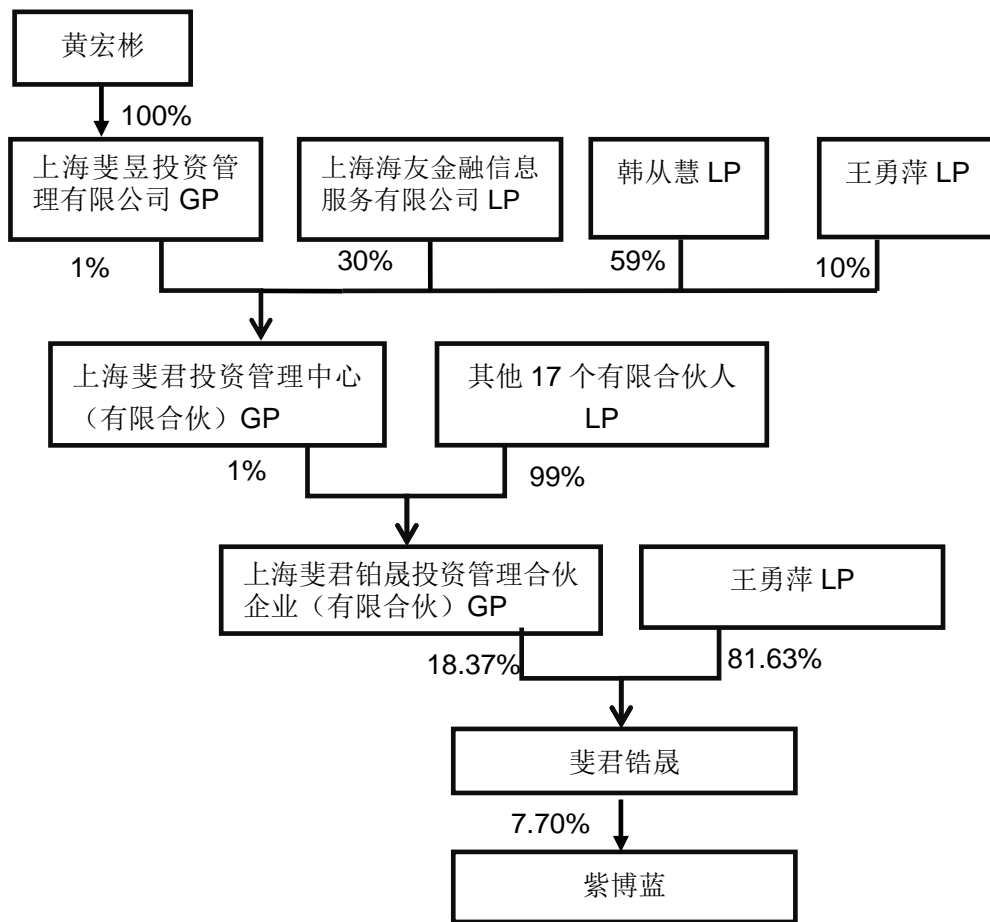 黄宏彬
100%
上海斐昱投资管
理有限公司 GP
上海海友金融信息
服务有限公司 LP
韩从慧 LP
王勇萍 LP
1%
30%
59%
10%
上海斐君投资管理中心
（有限合伙）GP
其他 17 个有限合伙人
LP
1%
99%
上海斐君铂晟投资管理合伙
企业（有限合伙）GP
王勇萍 LP
18.37%
81.63%
斐君锆晟
7.70%
紫博蓝